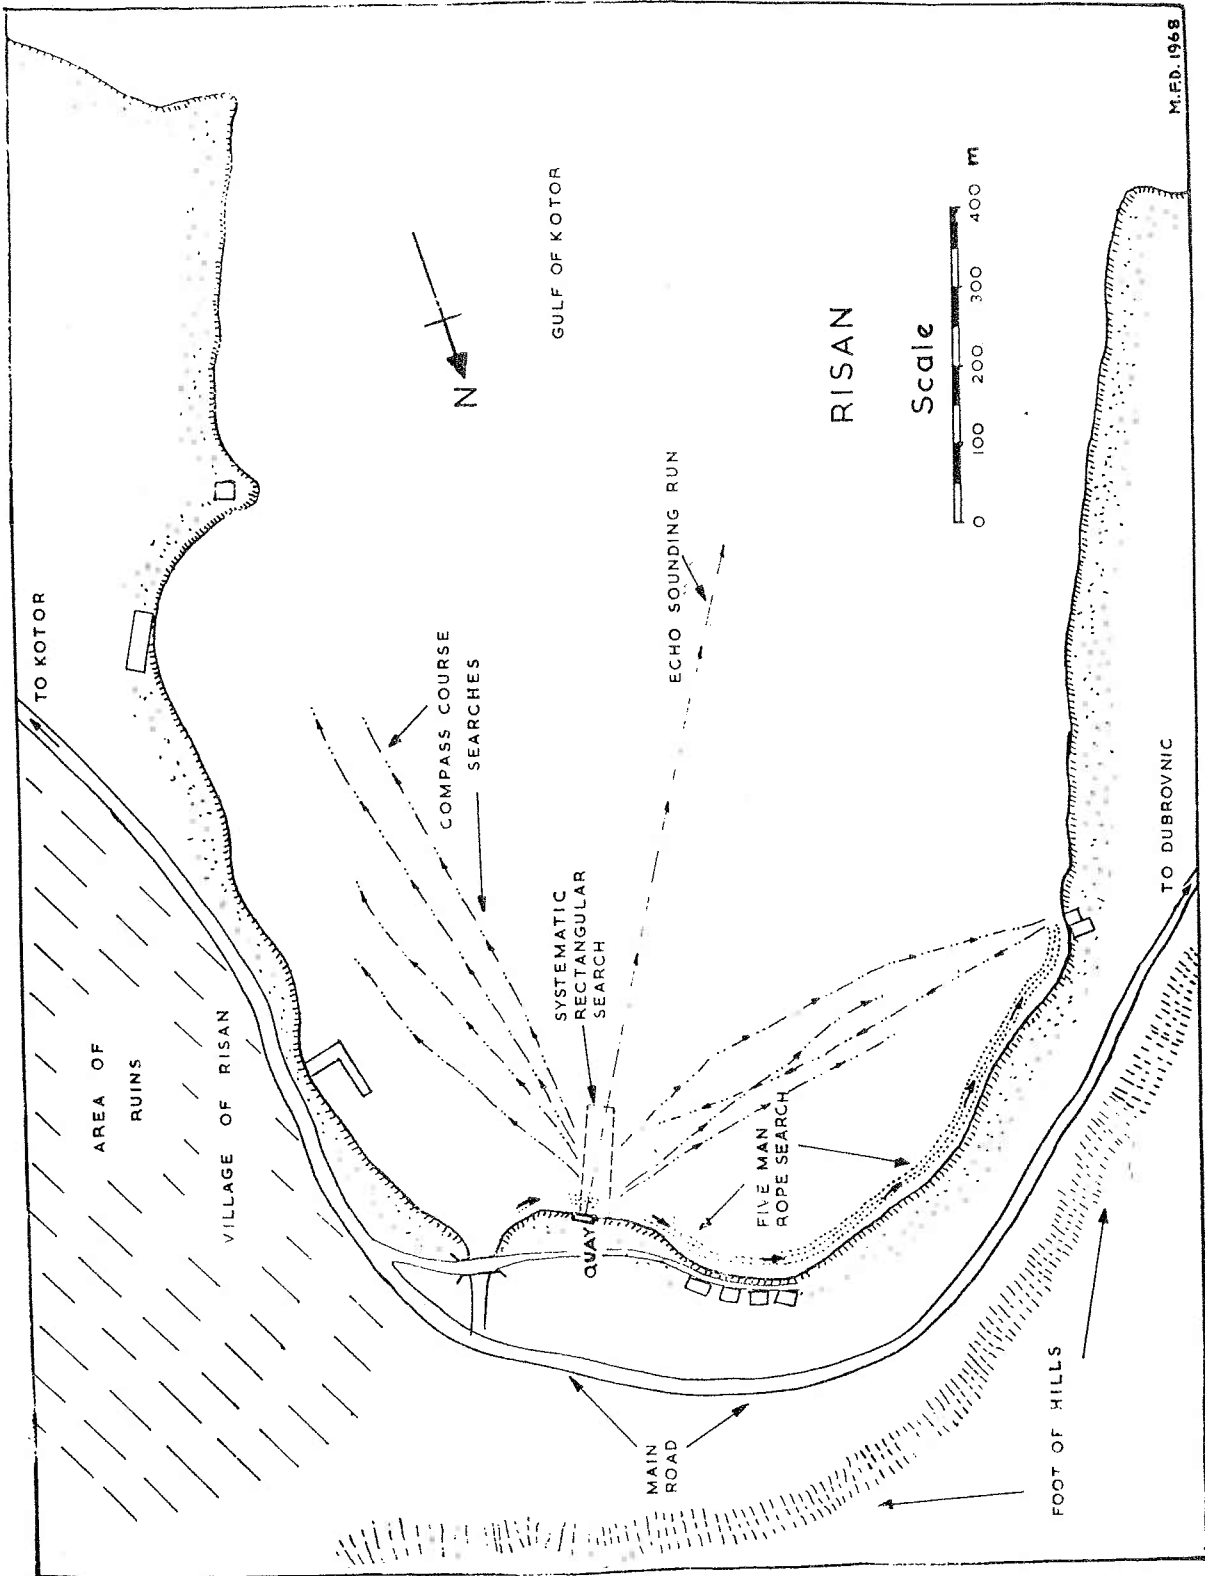 TO KOTOR
AREA OF
RUINS
VILLAGE OF RISAN
COMPASS COURSE
SEARCHES
N
GULF OF KOTOR
SYSTEMATIC
RECTANGULAR
SEARCH
QUAY
ECHO SOUNDING RUN
FIVE MAN
ROPE SEARCH
MAIN
ROAD
RISAN
Scale
0 100 200 300 400 m
FOOT OF HILLS
TO DUBROVNIC
M.F.D. 1968